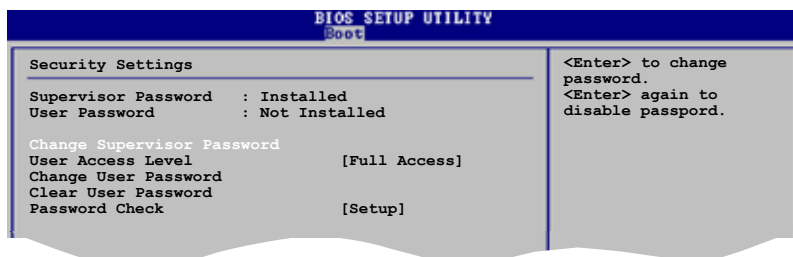 BIOS SETUP UTILITY
Boot
Security Settings
Supervisor Password : Installed
User Password : Not Installed
Change Supervisor Password
User Access Level [Full Access]
Change User Password
Clear User Password
Password Check [Setup]
<Enter> to change
password.
<Enter> again to
disable passpord.